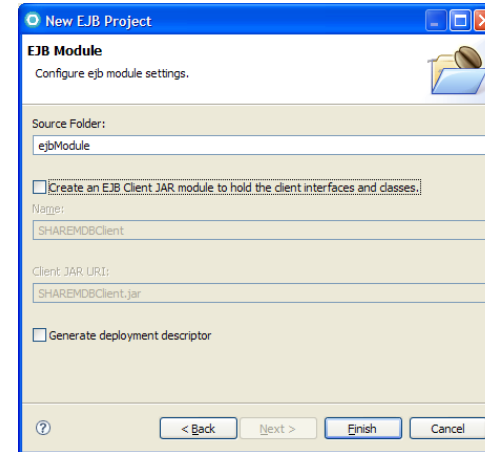 New EJB Project
EJB Module
Configure ejb module settings.
Source Folder:
ejbModule
Create an EJB Client JAR module to hold the client interfaces and classes.
Name:
SHAREMDBClient
Client JAR URI:
SHAREMDBClient.jar
Generate deployment descriptor
? < Back Next > Finish Cancel